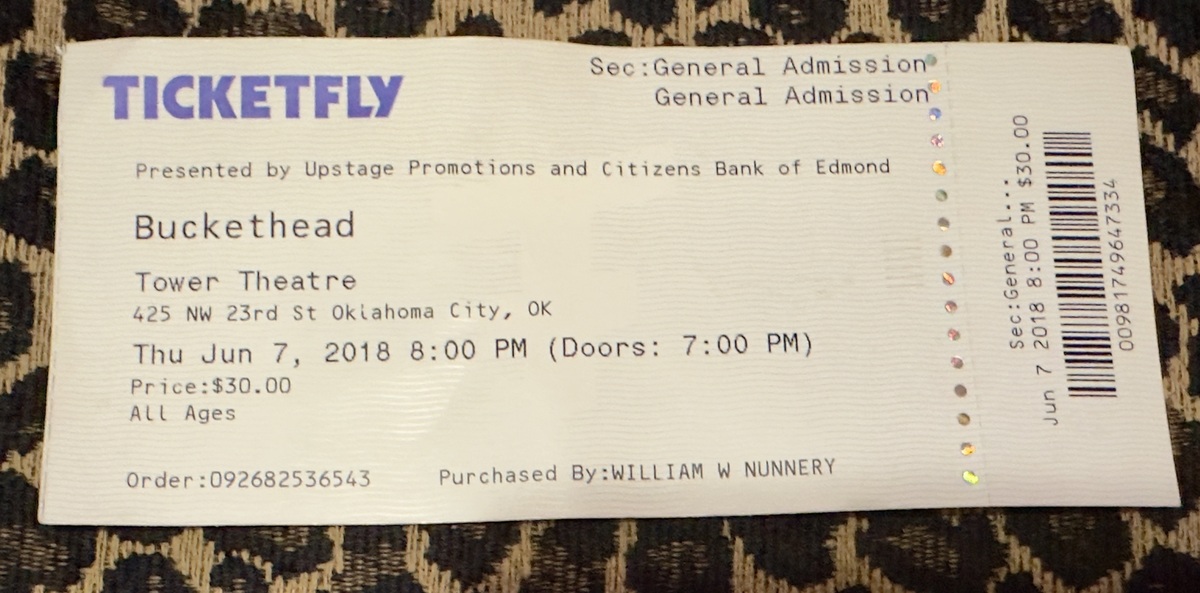 TICKETFLY
Sec:General Admission
General Admission
Presented by Upstage Promotions and Citizens Bank of Edmond
Buckethead
Tower Theatre
425 NW 23rd St Oklahoma City, OK
Thu Jun 7, 2018 8:00 PM (Doors: 7:00 PM)
Price:$30.00
All Ages
Order:092682536543
Purchased By:WILLIAM W NUNNERY
Sec:General...
Jun 7 2018 8:00 PM $30.00
00981749647334